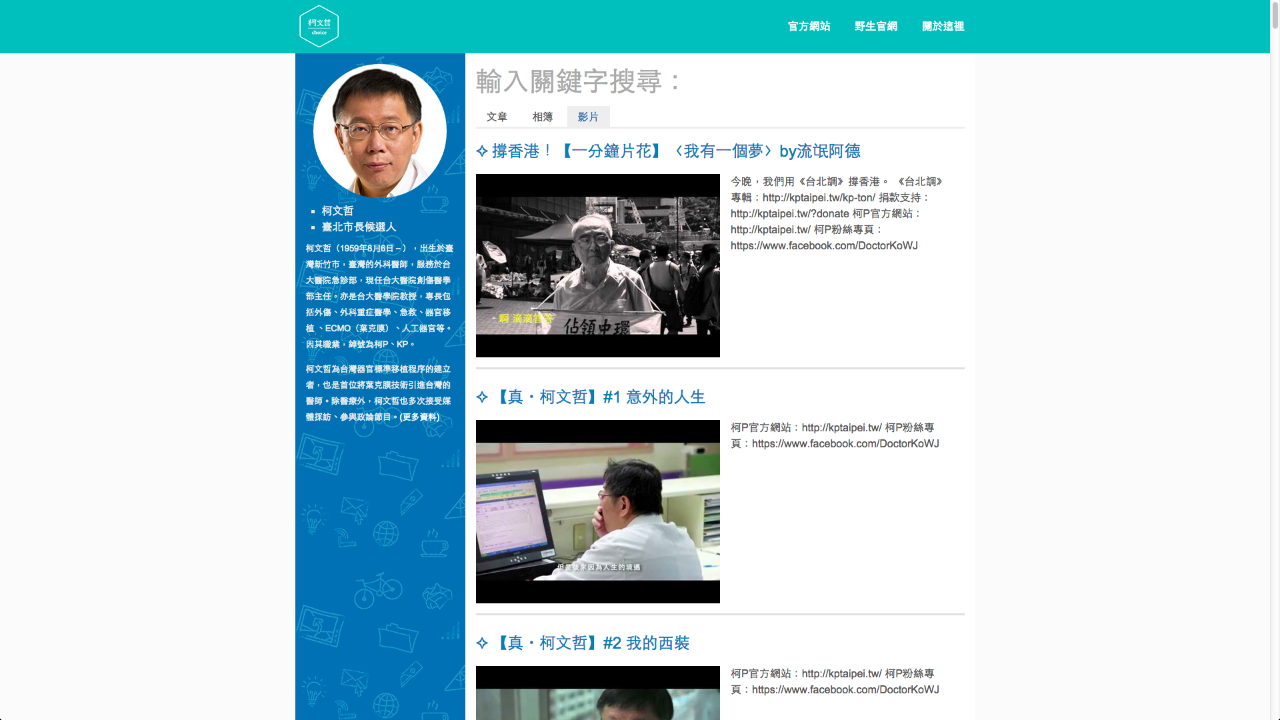 柯文哲
choice
官方網站 野生官網 關於這裡
柯文哲
臺北市長候選人
柯文哲（1959年8月6日－），出生於臺
灣新竹市，臺灣的外科醫師，服務於台
大醫院急診部，現任台大醫院創傷醫學
部主任。亦是台大醫學院教授，專長包
括外傷、外科重症醫學、急救、器官移
植 、ECMO（葉克膜）、人工器官等。
因其職業，綽號為柯P、KP。
柯文哲為台灣器官標準移植程序的建立
者，也是首位將葉克膜技術引進台灣的
醫師。除醫療外，柯文哲也多次接受媒
體採訪、參與政論節目。(更多資料)
輸入關鍵字搜尋：
文章 相簿 影片
撐香港！【一分鐘片花】〈我有一個夢〉by流氓阿德
佔領中環
今晚，我們用《台北調》撐香港。 《台北調》
專輯：http://kptaipei.tw/kp-ton/ 捐款支持：
http://kptaipei.tw/?donate 柯P官方網站：
http://kptaipei.tw/ 柯P粉絲專頁：
https://www.facebook.com/DoctorKoWJ
【真．柯文哲】#1 意外的人生
柯P官方網站：http://kptaipei.tw/ 柯P粉絲專
頁：https://www.facebook.com/DoctorKoWJ
【真．柯文哲】#2 我的西裝
柯P官方網站：http://kptaipei.tw/ 柯P粉絲專
頁：https://www.facebook.com/DoctorKoWJ